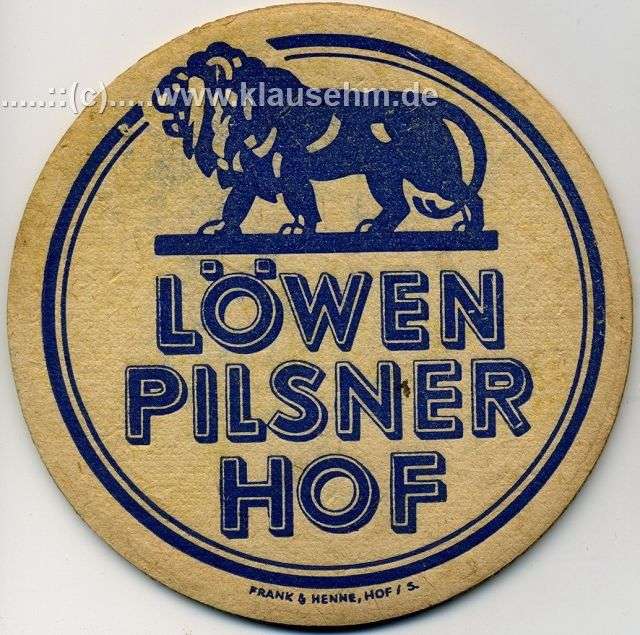 ......::(c).....www.klausehm.de
LÖWEN
PILSNER
HOF
FRANK & HENNE, HOF / S.